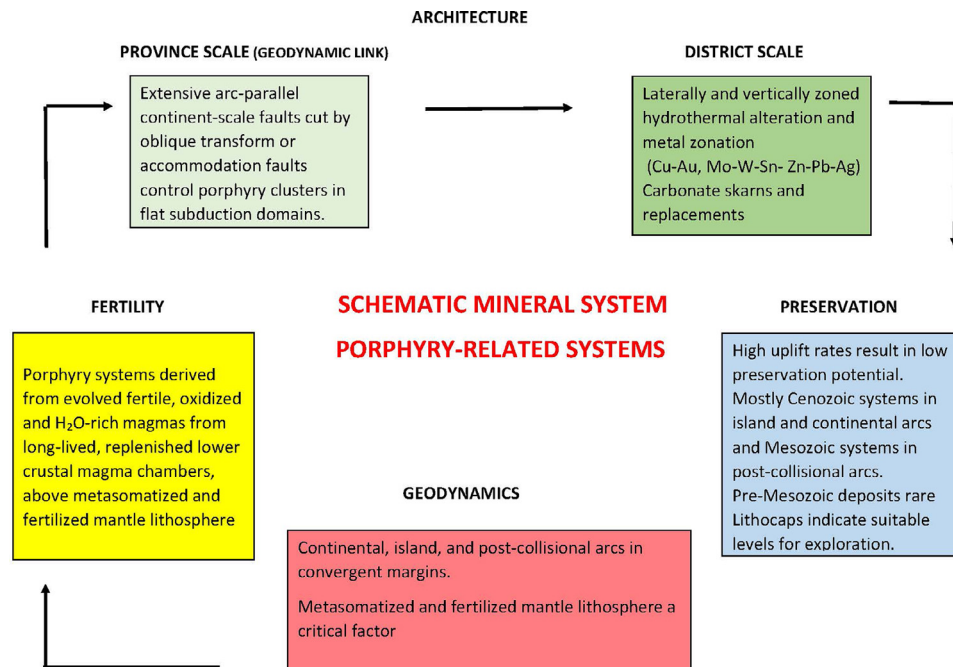 ARCHITECTURE
PROVINCE SCALE (GEODYNAMIC LINK)
Extensive arc-parallel
continent-scale faults cut by
oblique transform or
accommodation faults
control porphyry clusters in
flat subduction domains.
DISTRICT SCALE
Laterally and vertically zoned
hydrothermal alteration and
metal zonation
(Cu-Au, Mo-W-Sn- Zn-Pb-Ag)
Carbonate skarns and
replacements
FERTILITY
Porphyry systems derived
from evolved fertile, oxidized
and H₂O-rich magmas from
long-lived, replenished lower
crustal magma chambers,
above metasomatized and
fertilized mantle lithosphere
SCHEMATIC MINERAL SYSTEM
PORPHYRY-RELATED SYSTEMS
PRESERVATION
High uplift rates result in low
preservation potential.
Mostly Cenozoic systems in
island and continental arcs
and Mesozoic systems in
post-collisional arcs.
Pre-Mesozoic deposits rare
Lithocaps indicate suitable
levels for exploration.
GEODYNAMICS
Continental, island, and post-collisional arcs in
convergent margins.
Metasomatized and fertilized mantle lithosphere a
critical factor